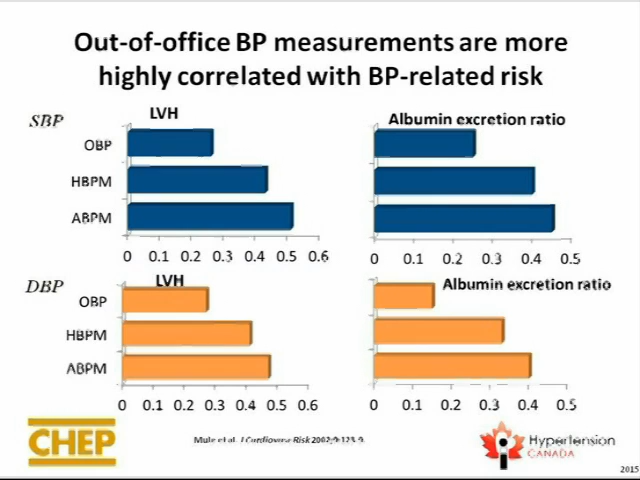 Out-of-office BP measurements are more
highly correlated with BP-related risk
SBP
LVH
OBP
HBPM
ABPM
0 0.1 0.2 0.3 0.4 0.5 0.6
Albumin excretion ratio
0 0.1 0.2 0.3 0.4 0.5
DBP
LVH
OBP
HBPM
ABPM
0 0.1 0.2 0.3 0.4 0.5 0.6
Albumin excretion ratio
0 0.1 0.2 0.3 0.4 0.5
CHEP
Mule et al. J Cardiovasc Risk 2002;9:123-9.
Hypertension
CANADA
2015